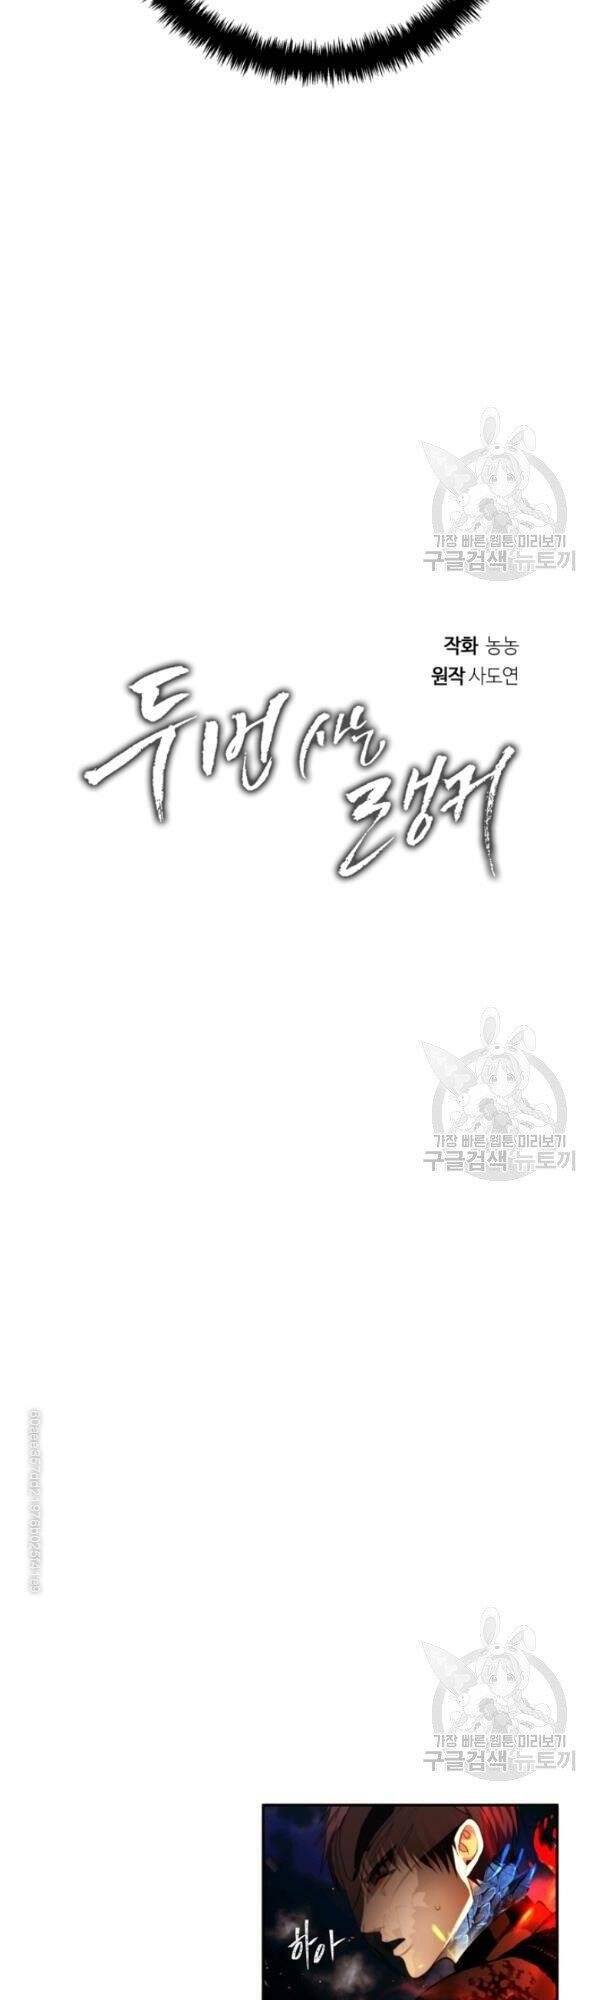 가장 빠른 웹툰 미리보기
구글검색 뉴토끼
작화 농농
원작 사도연
두 번 사는
랭커
가장 빠른 웹툰 미리보기
구글검색 뉴토끼
가장 빠른 웹툰 미리보기
구글검색 뉴토끼
하아